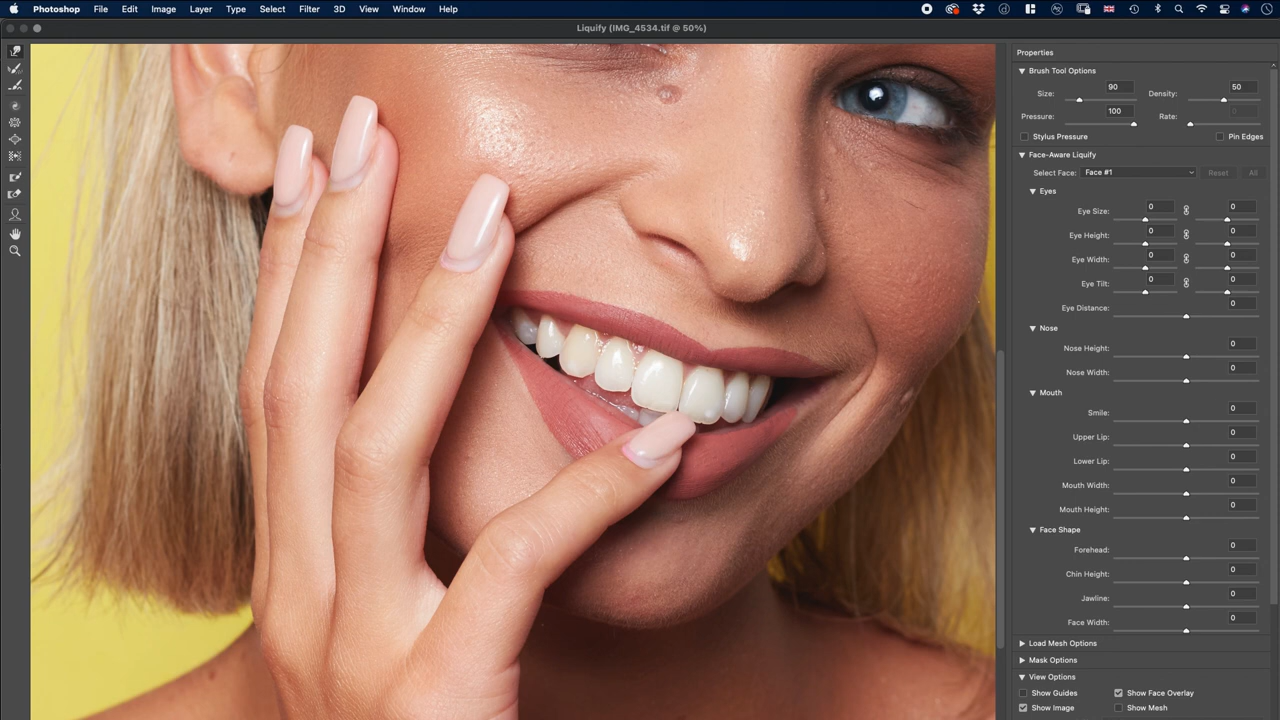 Photoshop File Edit Image Layer Type Select Filter 3D View Window Help
Liquify (IMG_4534.tif @ 50%)
Properties
Brush Tool Options
Size: 90 Density: 50
Pressure: 100 Rate: 0
Stylus Pressure Pin Edges
Face-Aware Liquify
Select Face: Face #1 Reset All
Eyes
Eye Size: 0 0
Eye Height: 0 0
Eye Width: 0 0
Eye Tilt: 0 0
Eye Distance: 0
Nose
Nose Height: 0
Nose Width: 0
Mouth
Smile: 0
Upper Lip: 0
Lower Lip: 0
Mouth Width: 0
Mouth Height: 0
Face Shape
Forehead: 0
Chin Height: 0
Jawline: 0
Face Width: 0
Load Mesh Options
Mask Options
View Options
Show Guides Show Face Overlay
Show Image Show Mesh